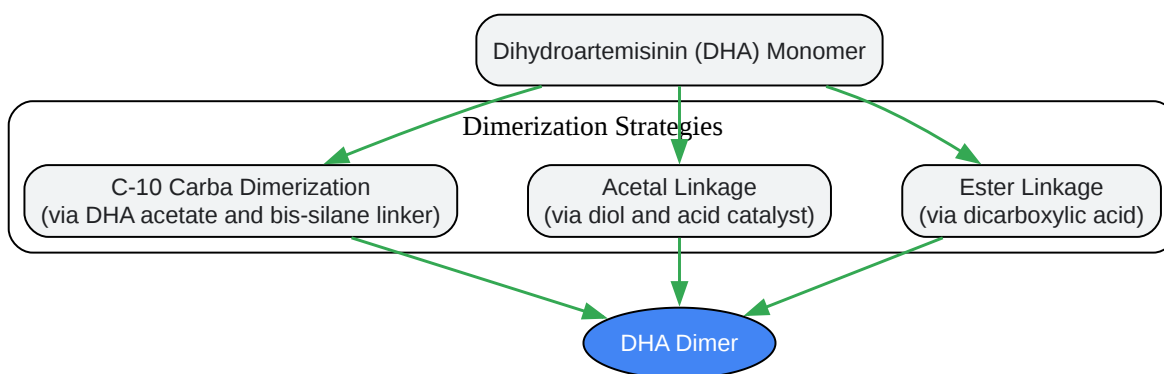 Dihydroartemisinin (DHA) Monomer
Dimerization Strategies
C-10 Carba Dimerization
(via DHA acetate and bis-silane linker)
Acetal Linkage
(via diol and acid catalyst)
Ester Linkage
(via dicarboxylic acid)
DHA Dimer